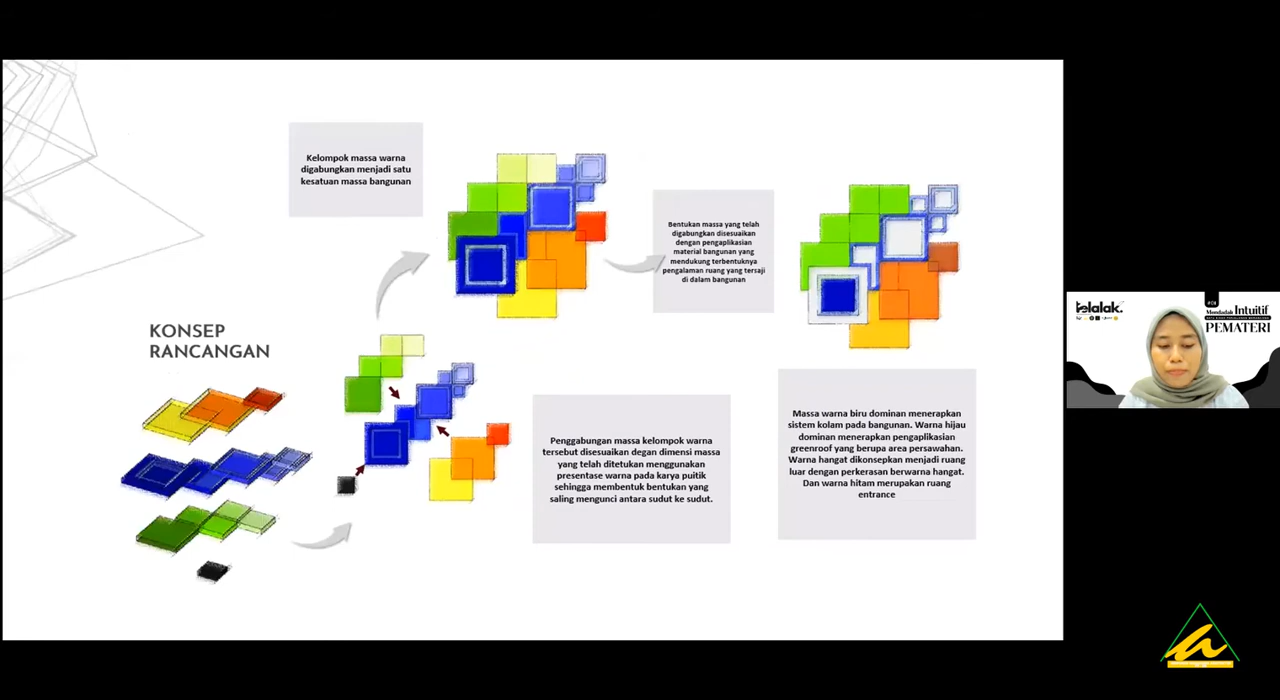 Kelompok massa warna
digabungkan menjadi satu
kesatuan massa bangunan
Bentukan massa yang telah
digabungkan disesuaikan
dengan pengaplikasian
material bangunan yang
mendukung terbentuknya
pengalaman ruang yang tersaji
di dalam bangunan
KONSEP
RANCANGAN
Penggabungan massa kelompok warna
tersebut disesuaikan degan dimensi massa
yang telah ditetukan menggunakan
presentase warna pada karya puitik
sehingga membentuk bentukan yang
saling mengunci antara sudut ke sudut.
Massa warna biru dominan menerapkan
sistem kolam pada bangunan. Warna hijau
dominan menerapkan pengaplikasian
greenroof yang berupa area persawahan.
Warna hangat dikonsepkan menjadi ruang
luar dengan perkerasan berwarna hangat.
Dan warna hitam merupakan ruang
entrance
telalak.
Mendadak Intuitif
PEMATERI